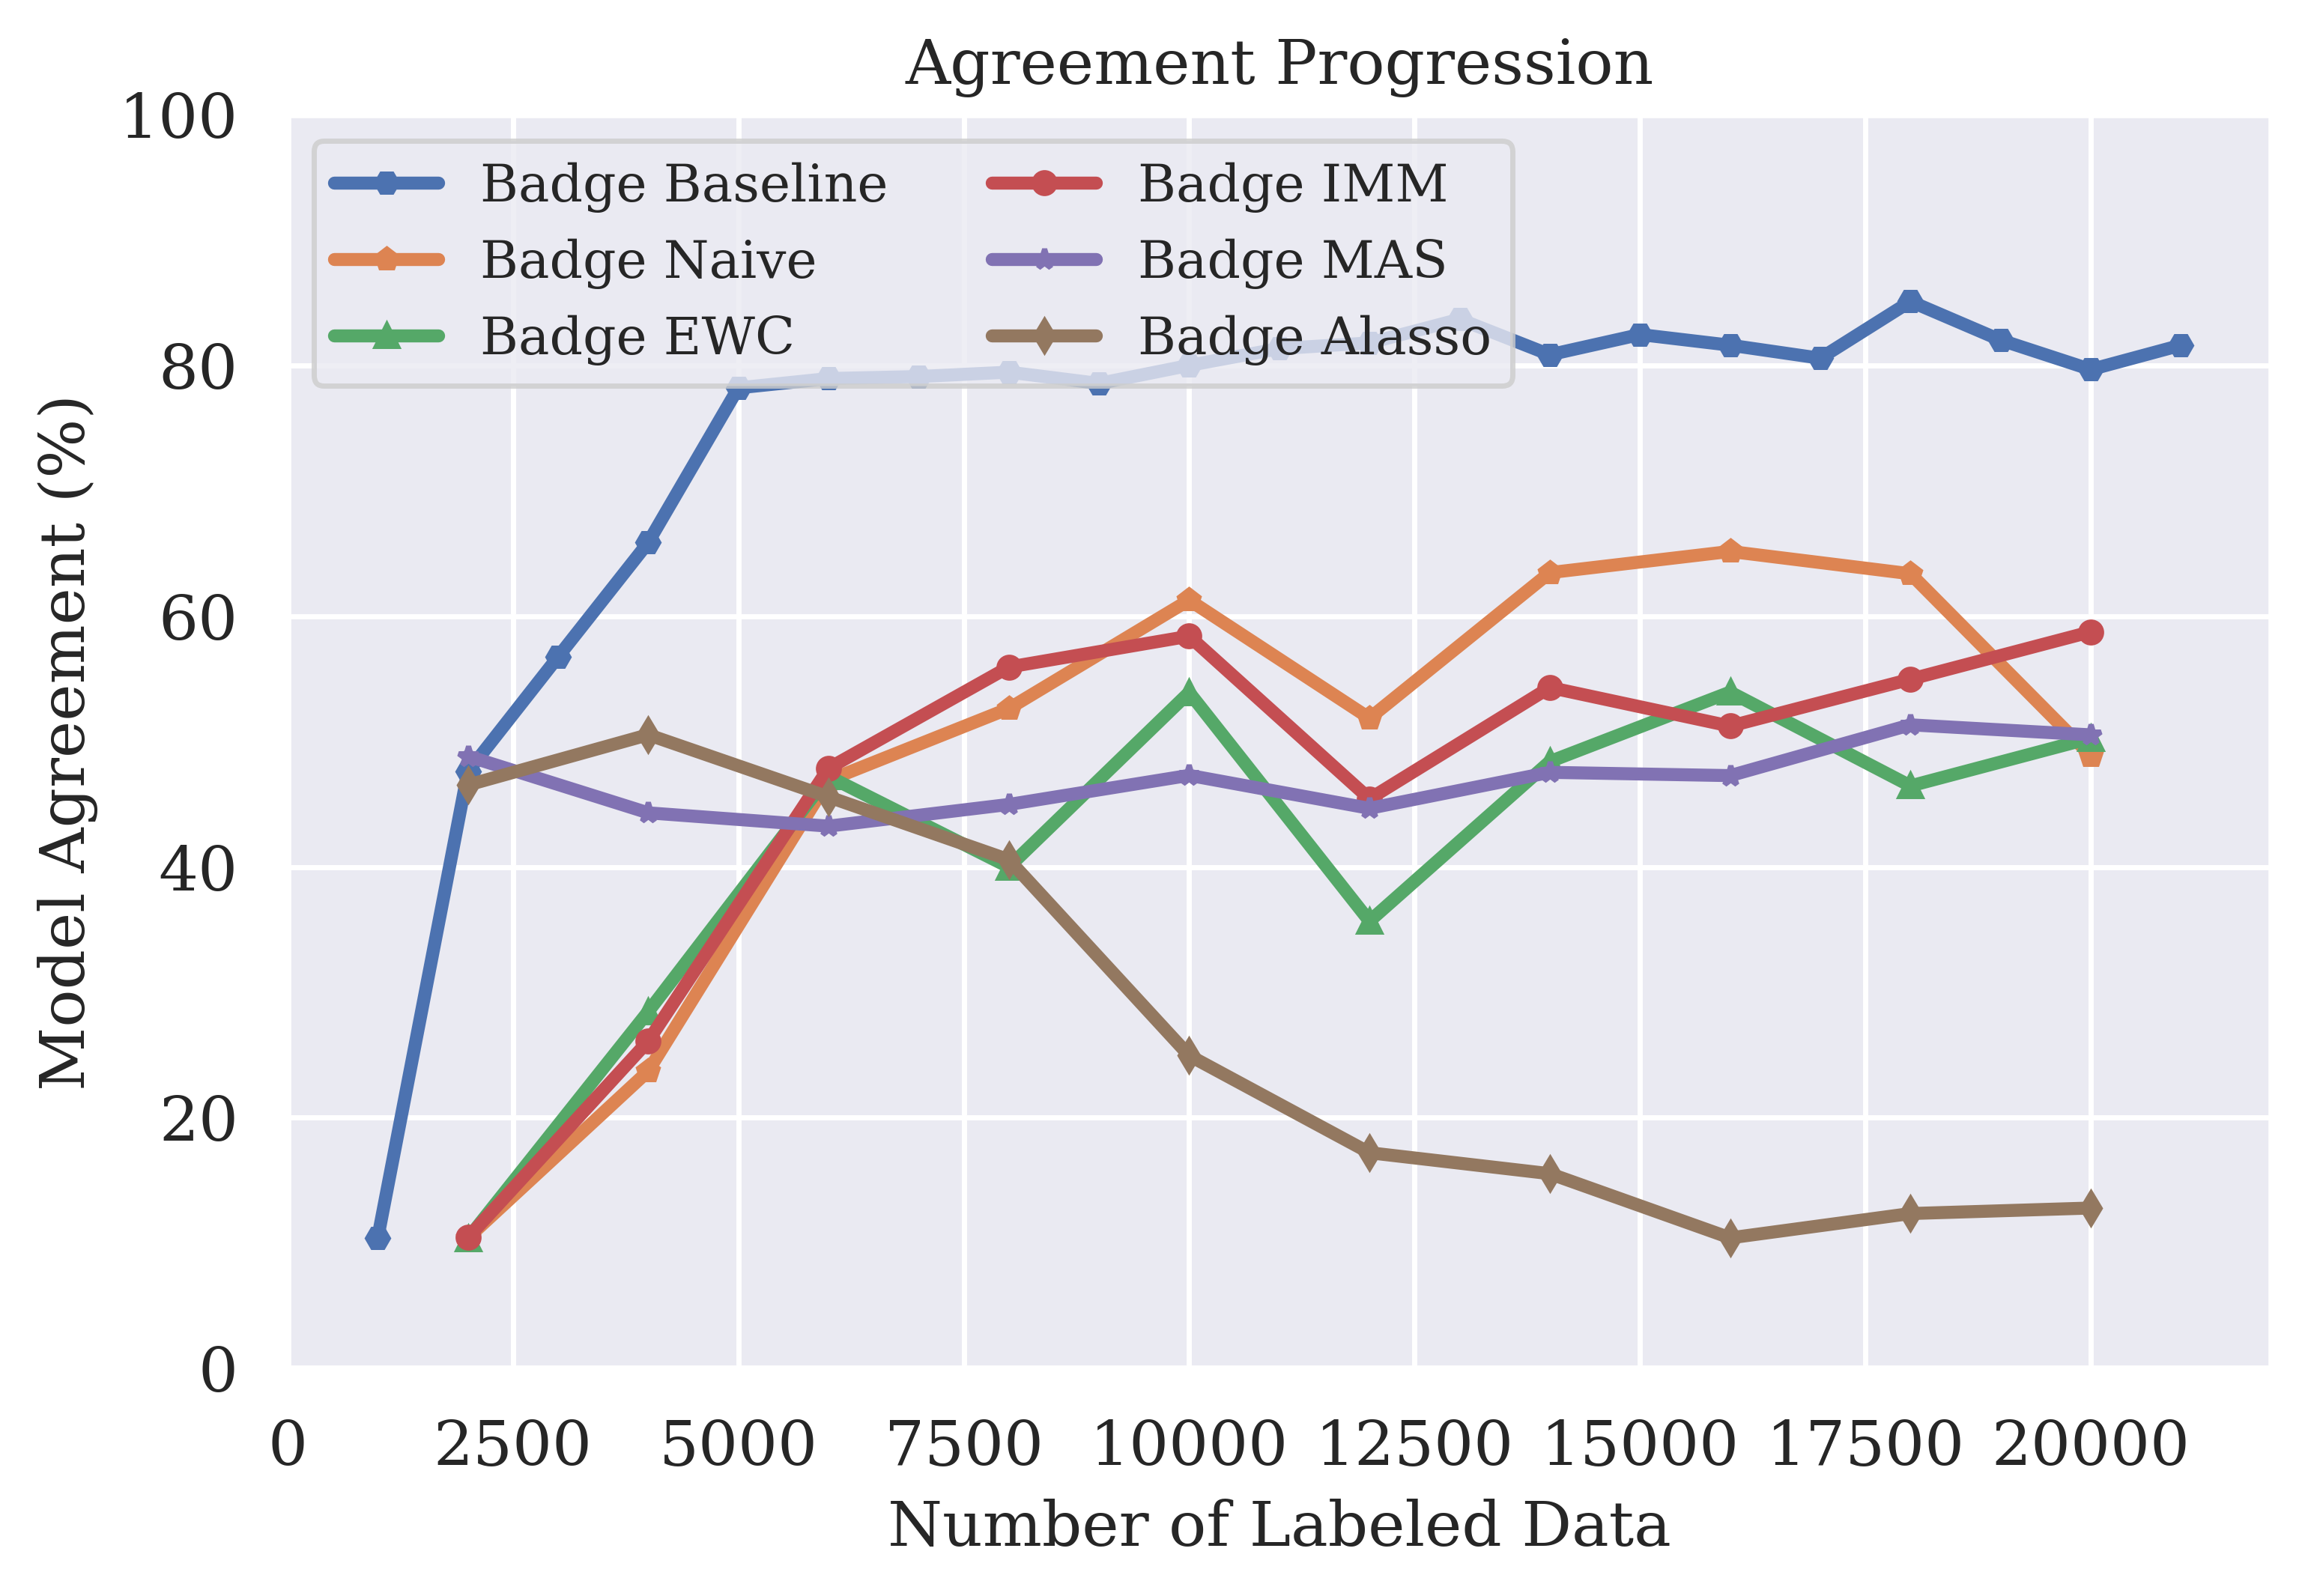 Agreement Progression
100
80
60
40
20
0
Model Agreement (%)
Badge Baseline
Badge Naive
Badge EWC
Badge IMM
Badge MAS
Badge Alasso
0 2500 5000 7500 10000 12500 15000 17500 20000
Number of Labeled Data